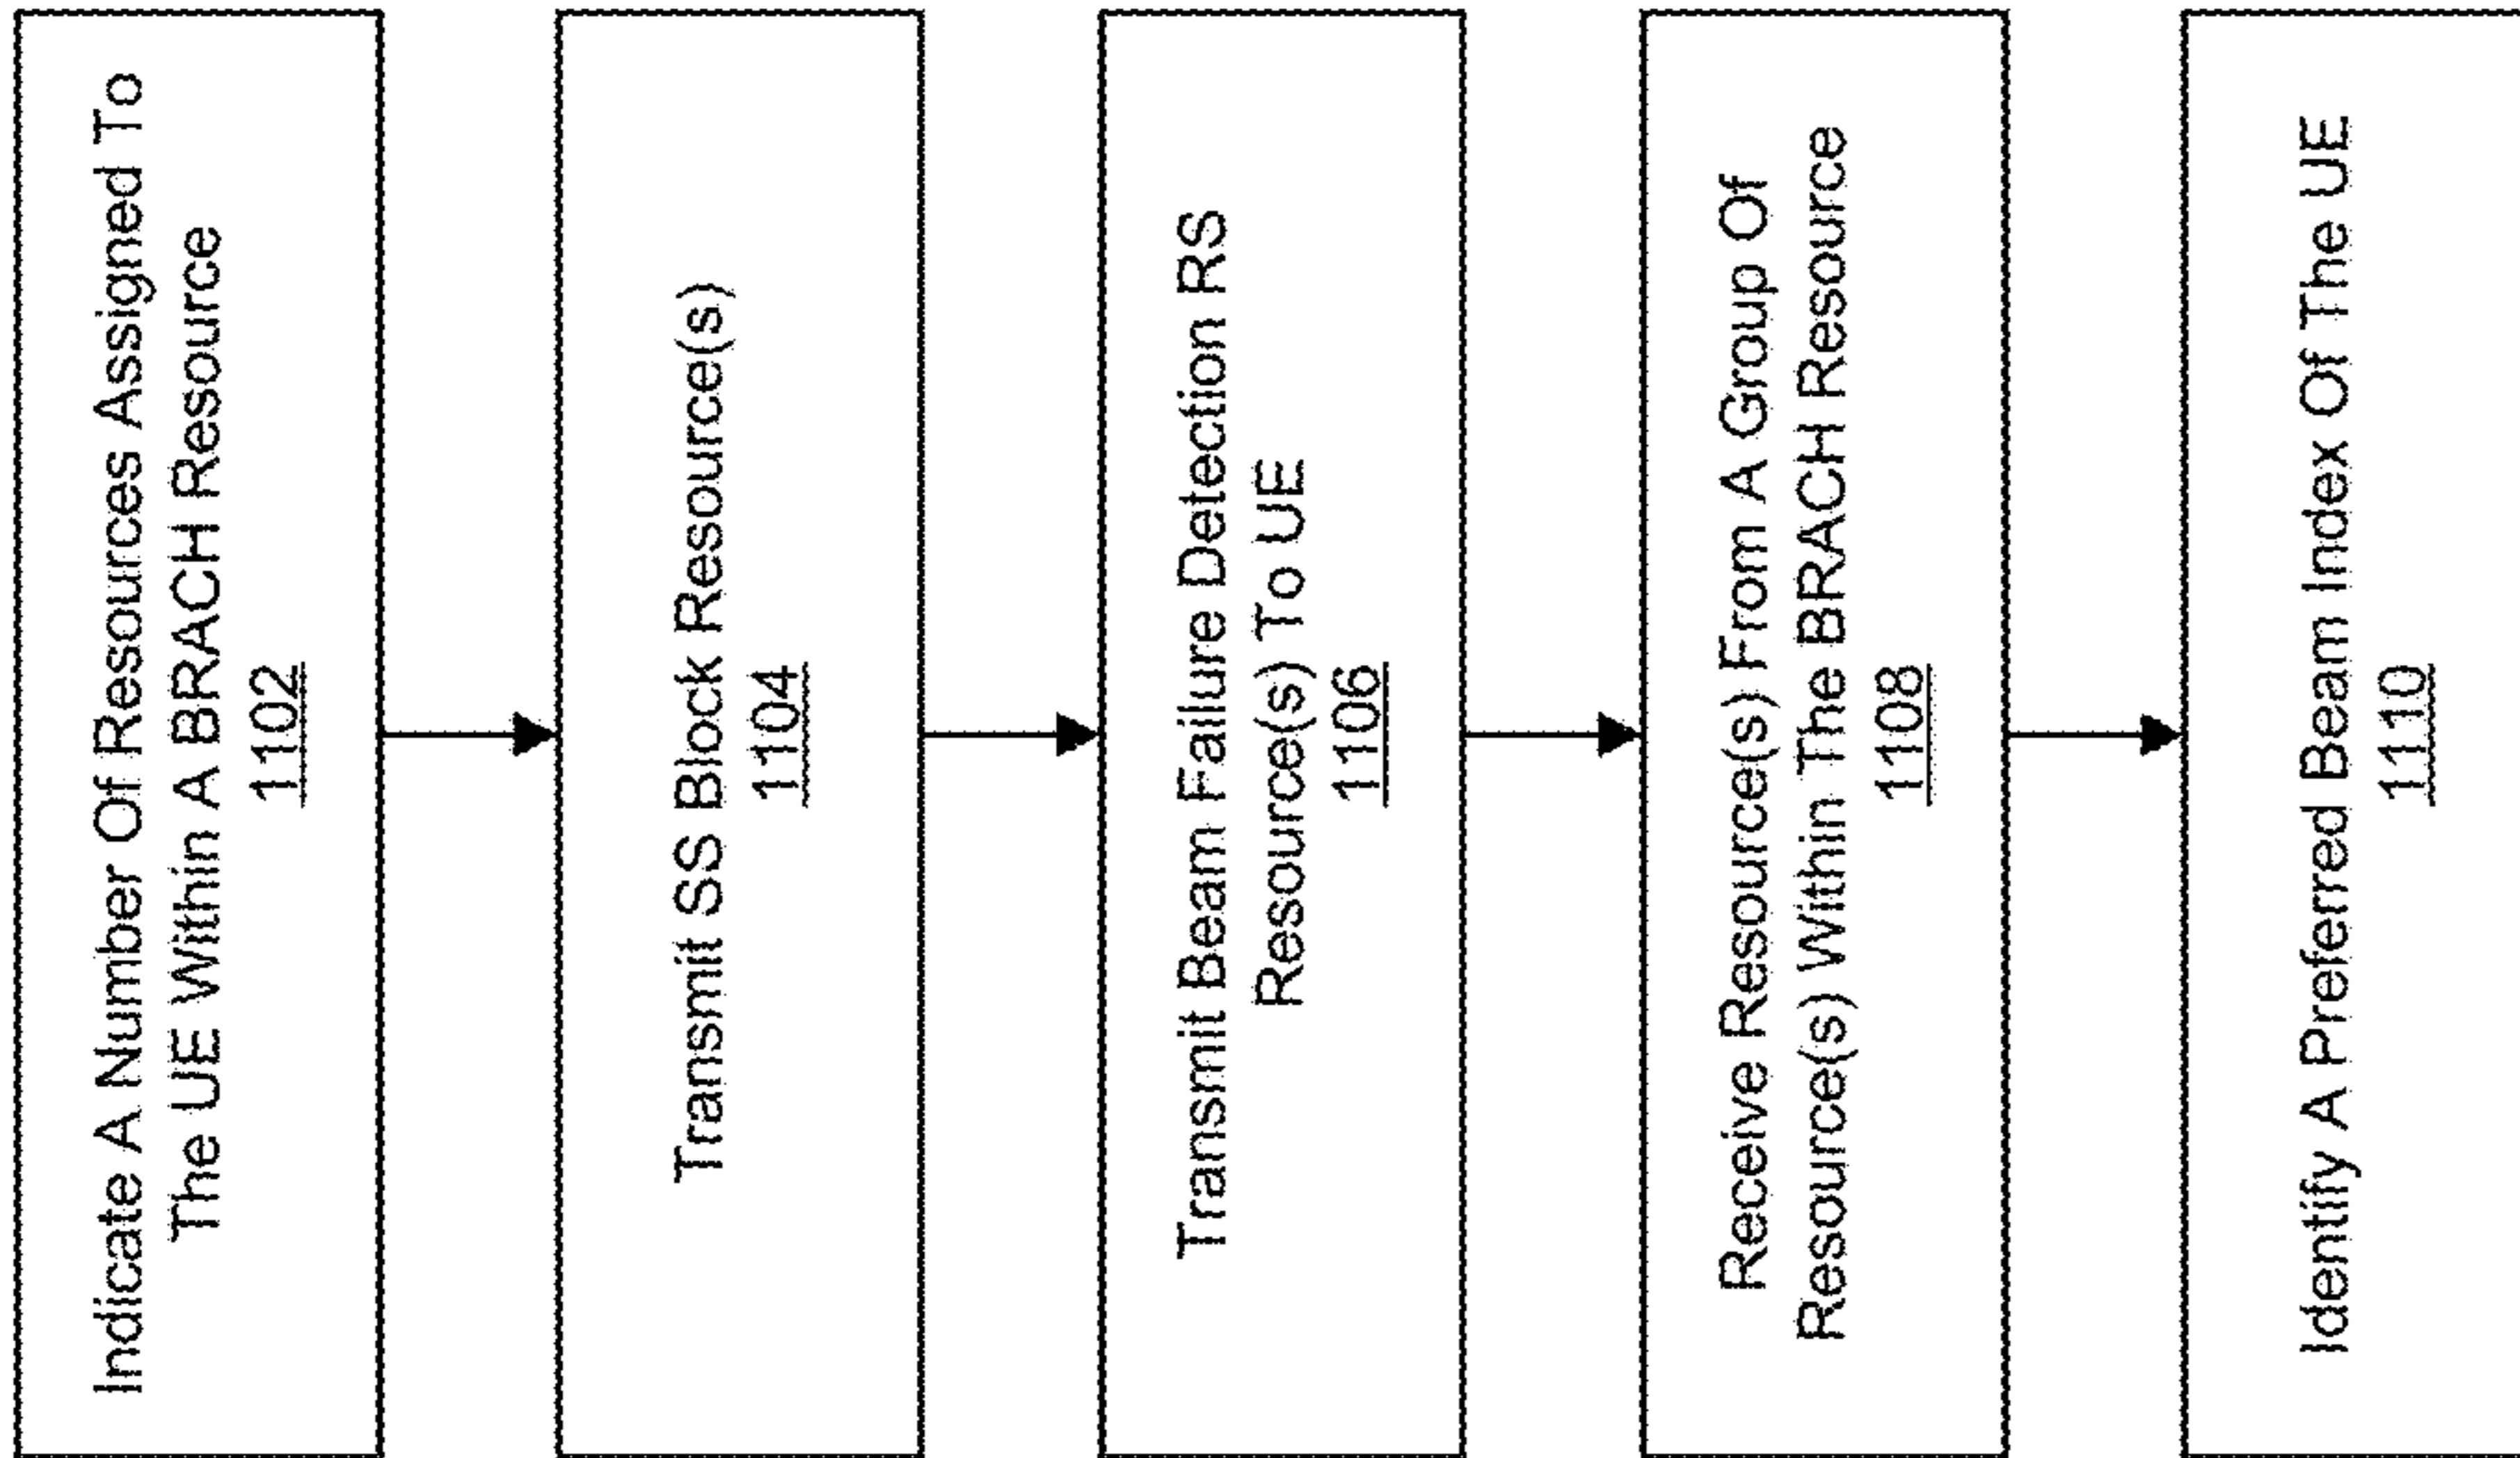 Indicate A Number Of Resources Assigned To
The UE Within A BRACH Resource
1102
Transmit SS Block Resource(s)
1104
Transmit Beam Failure Detection RS
Resource(s) To UE
1106
Receive Resource(s) From A Group Of
Resource(s) Within The BRACH Resource
1108
Identify A Preferred Beam Index Of The UE
1110